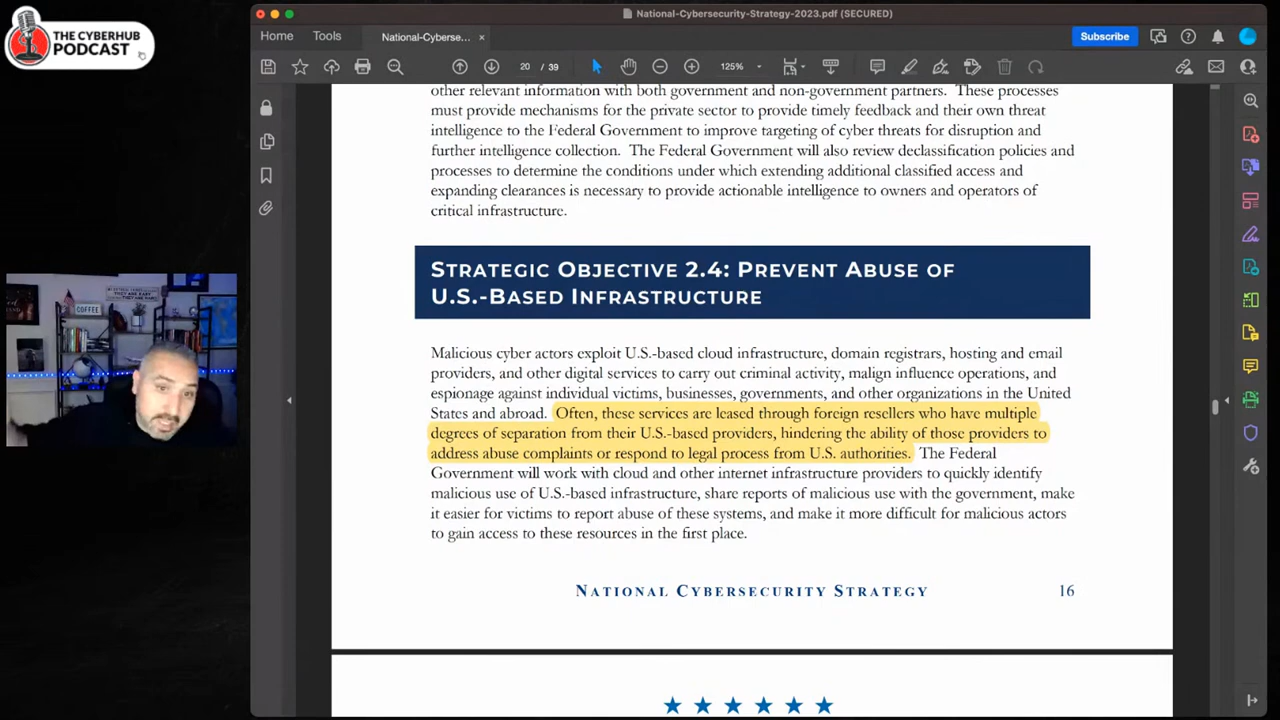 THE CYBERHUB
PODCAST
National-Cybersecurity-Strategy-2023.pdf (SECURED)
Home
Tools
National-Cyberse...
×
Subscribe
20 / 39
125%
other relevant information with both government and non-government partners. These processes
must provide mechanisms for the private sector to provide timely feedback and their own threat
intelligence to the Federal Government to improve targeting of cyber threats for disruption and
further intelligence collection. The Federal Government will also review declassification policies and
processes to determine the conditions under which extending additional classified access and
expanding clearances is necessary to provide actionable intelligence to owners and operators of
critical infrastructure.
STRATEGIC OBJECTIVE 2.4: PREVENT ABUSE OF
U.S.-BASED INFRASTRUCTURE
Malicious cyber actors exploit U.S.-based cloud infrastructure, domain registrars, hosting and email
providers, and other digital services to carry out criminal activity, malign influence operations, and
espionage against individual victims, businesses, governments, and other organizations in the United
States and abroad. Often, these services are leased through foreign resellers who have multiple
degrees of separation from their U.S.-based providers, hindering the ability of those providers to
address abuse complaints or respond to legal process from U.S. authorities. The Federal
Government will work with cloud and other internet infrastructure providers to quickly identify
malicious use of U.S.-based infrastructure, share reports of malicious use with the government, make
it easier for victims to report abuse of these systems, and make it more difficult for malicious actors
to gain access to these resources in the first place.
NATIONAL CYBERSECURITY STRATEGY 16
COFFEE